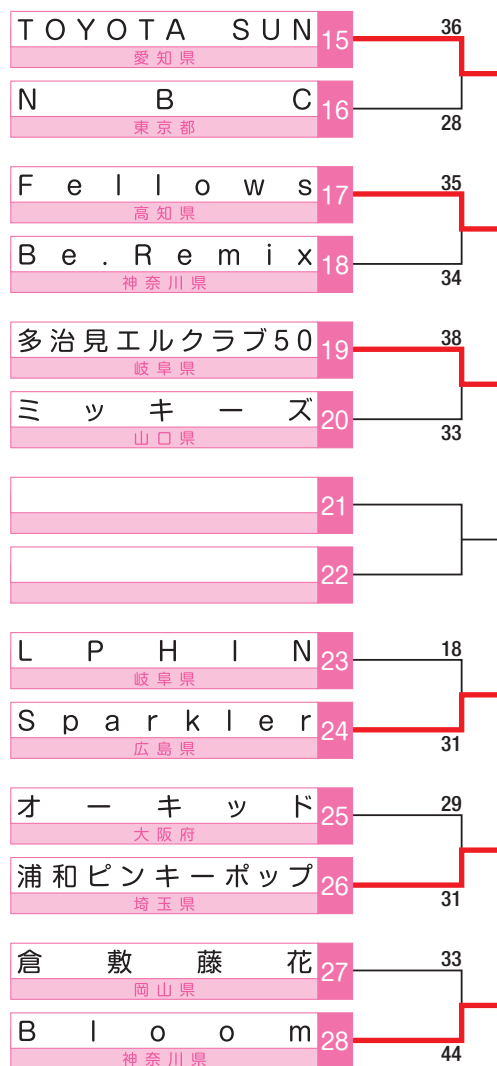 TOYOTA SUN 15 36
愛知県
NBC 16
東京都 28
Fellows 17 35
高知県
Be.Remix 18
神奈川県 34
多治見エルクラブ50 19 38
岐阜県
ミッキーズ 20
山口県 33
21
22
LPHIN 23 18
岐阜県
Sparkler 24
広島県 31
オーキッド 25 29
大阪府
浦和ピンキーポップ 26
埼玉県 31
倉敷藤花 27 33
岡山県
Bloom 28
神奈川県 44